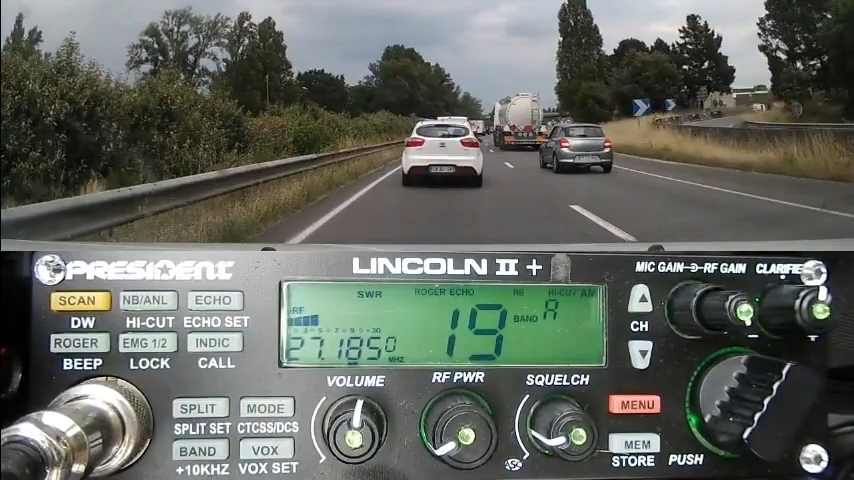 PRESIDENT
LINCOLN II +
MIC GAIN RF GAIN CLARIFIER
SCAN NB/ANL ECHO
DW HI-CUT ECHO SET
ROGER EMG 1/2 INDIC
BEEP LOCK CALL
SWR ROGER ECHO NB HI-CUT AM
RF
27.1850 MHZ 19 BAND A
CH
VOLUME RF PWR SQUELCH
SPLIT MODE
SPLIT SET CTCSS/DCS
BAND VOX
+10KHZ VOX SET
ASC
MENU
MEM
STORE PUSH